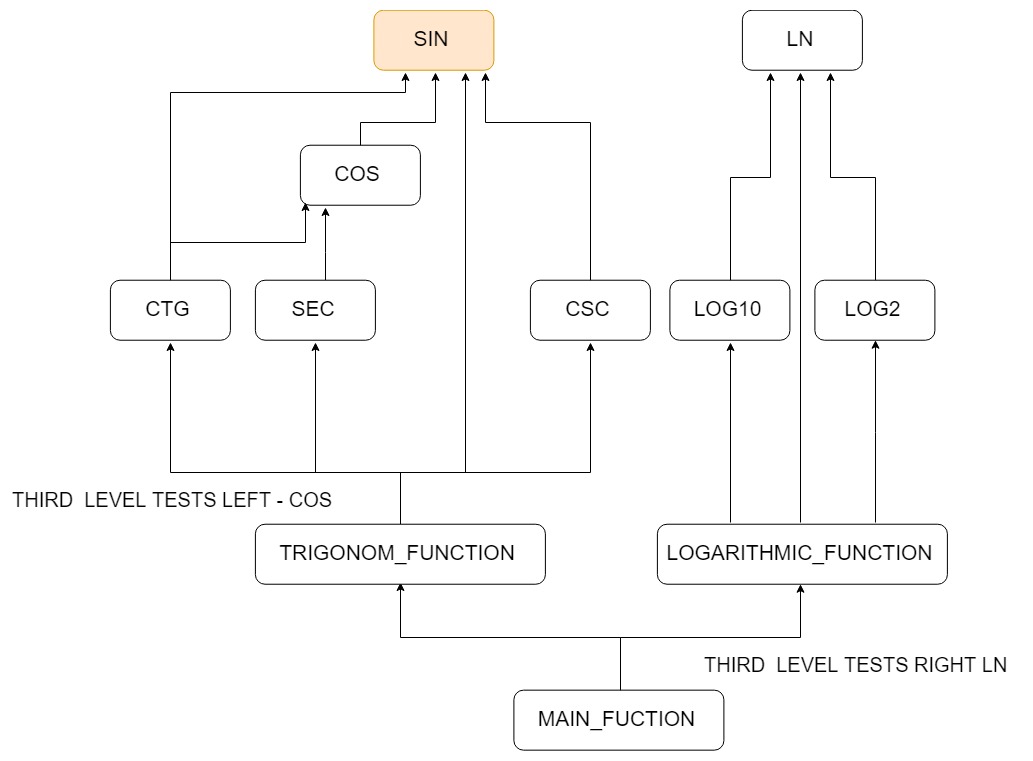 SIN
LN
COS
CTG
SEC
CSC
LOG10
LOG2
THIRD  LEVEL TESTS LEFT - COS
TRIGONOM_FUNCTION
LOGARITHMIC_FUNCTION
THIRD  LEVEL TESTS RIGHT LN
MAIN_FUCTION